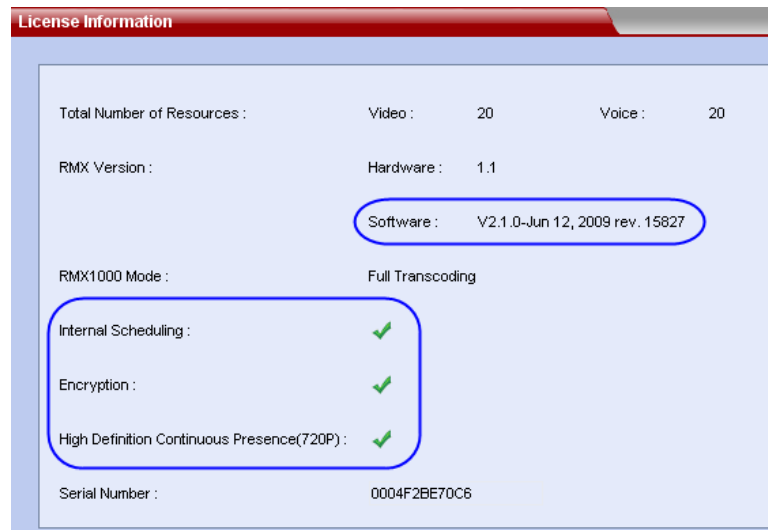 License Information
Total Number of Resources : Video : 20 Voice : 20
RMX Version : Hardware : 1.1
Software : V2.1.0-Jun 12, 2009 rev. 15827
RMX1000 Mode : Full Transcoding
Internal Scheduling :
Encryption :
High Definition Continuous Presence(720P) :
Serial Number : 0004F2BE70C6